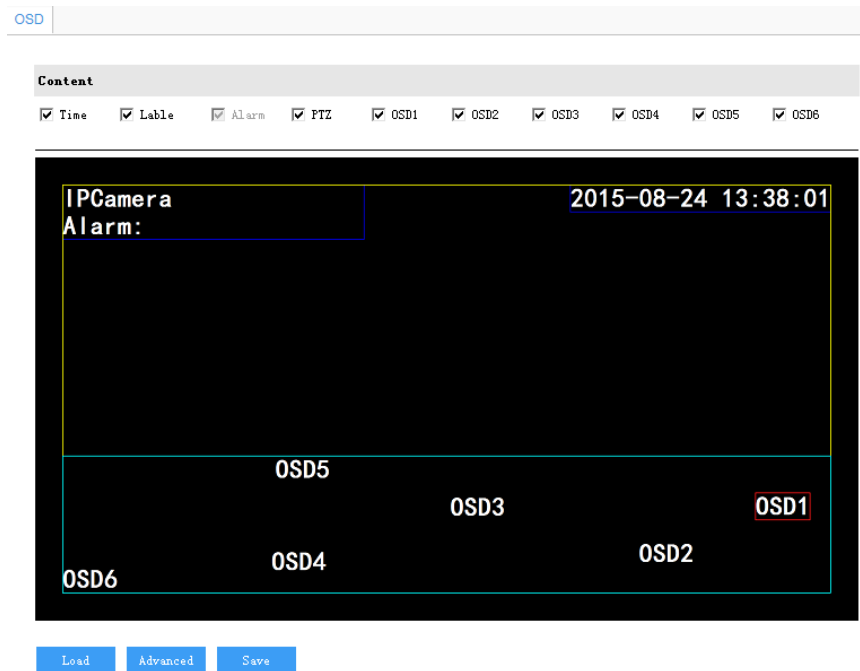 OSD
Content
Time Lable Alarm PTZ OSD1 OSD2 OSD3 OSD4 OSD5 OSD6
IPCamera 2015-08-24 13:38:01
Alarm:
OSD5
OSD3 OSD1
OSD4 OSD2
OSD6
Load Advanced Save